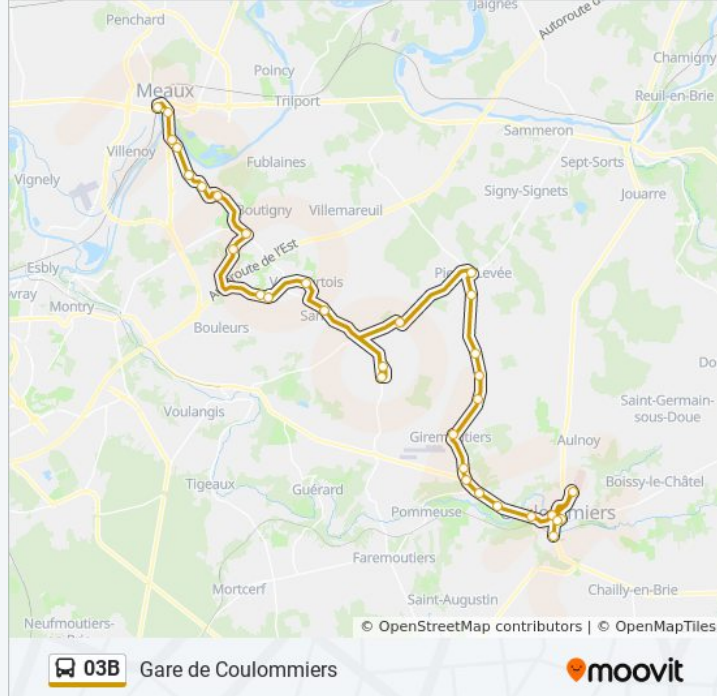 Jaignes
Penchard
Autoroute d
Chamigny
Poincy
Meaux
Reuil-en-Brie
Trilport
Sammeron
Villenoy
Fublaines
Sept-Sorts
Vignely
Signy-Signets
Jouarre
Boutigny
Villemareuil
Autoroute de l'Est
Esbly
Montry
Bouleurs
Do
Saint-Germain-
sous-Doue
Voulangis
Aulnoy
Tigeaux
Guérard
Boissy-le-Châtel
Pommeuse
Faremoutiers
Mortcerf
Saint-Augustin
Chailly-en-Brie
Neufmoutiers-
© OpenStreetMap contributors | © OpenMapTiles
03B Gare de Coulommiers moovit